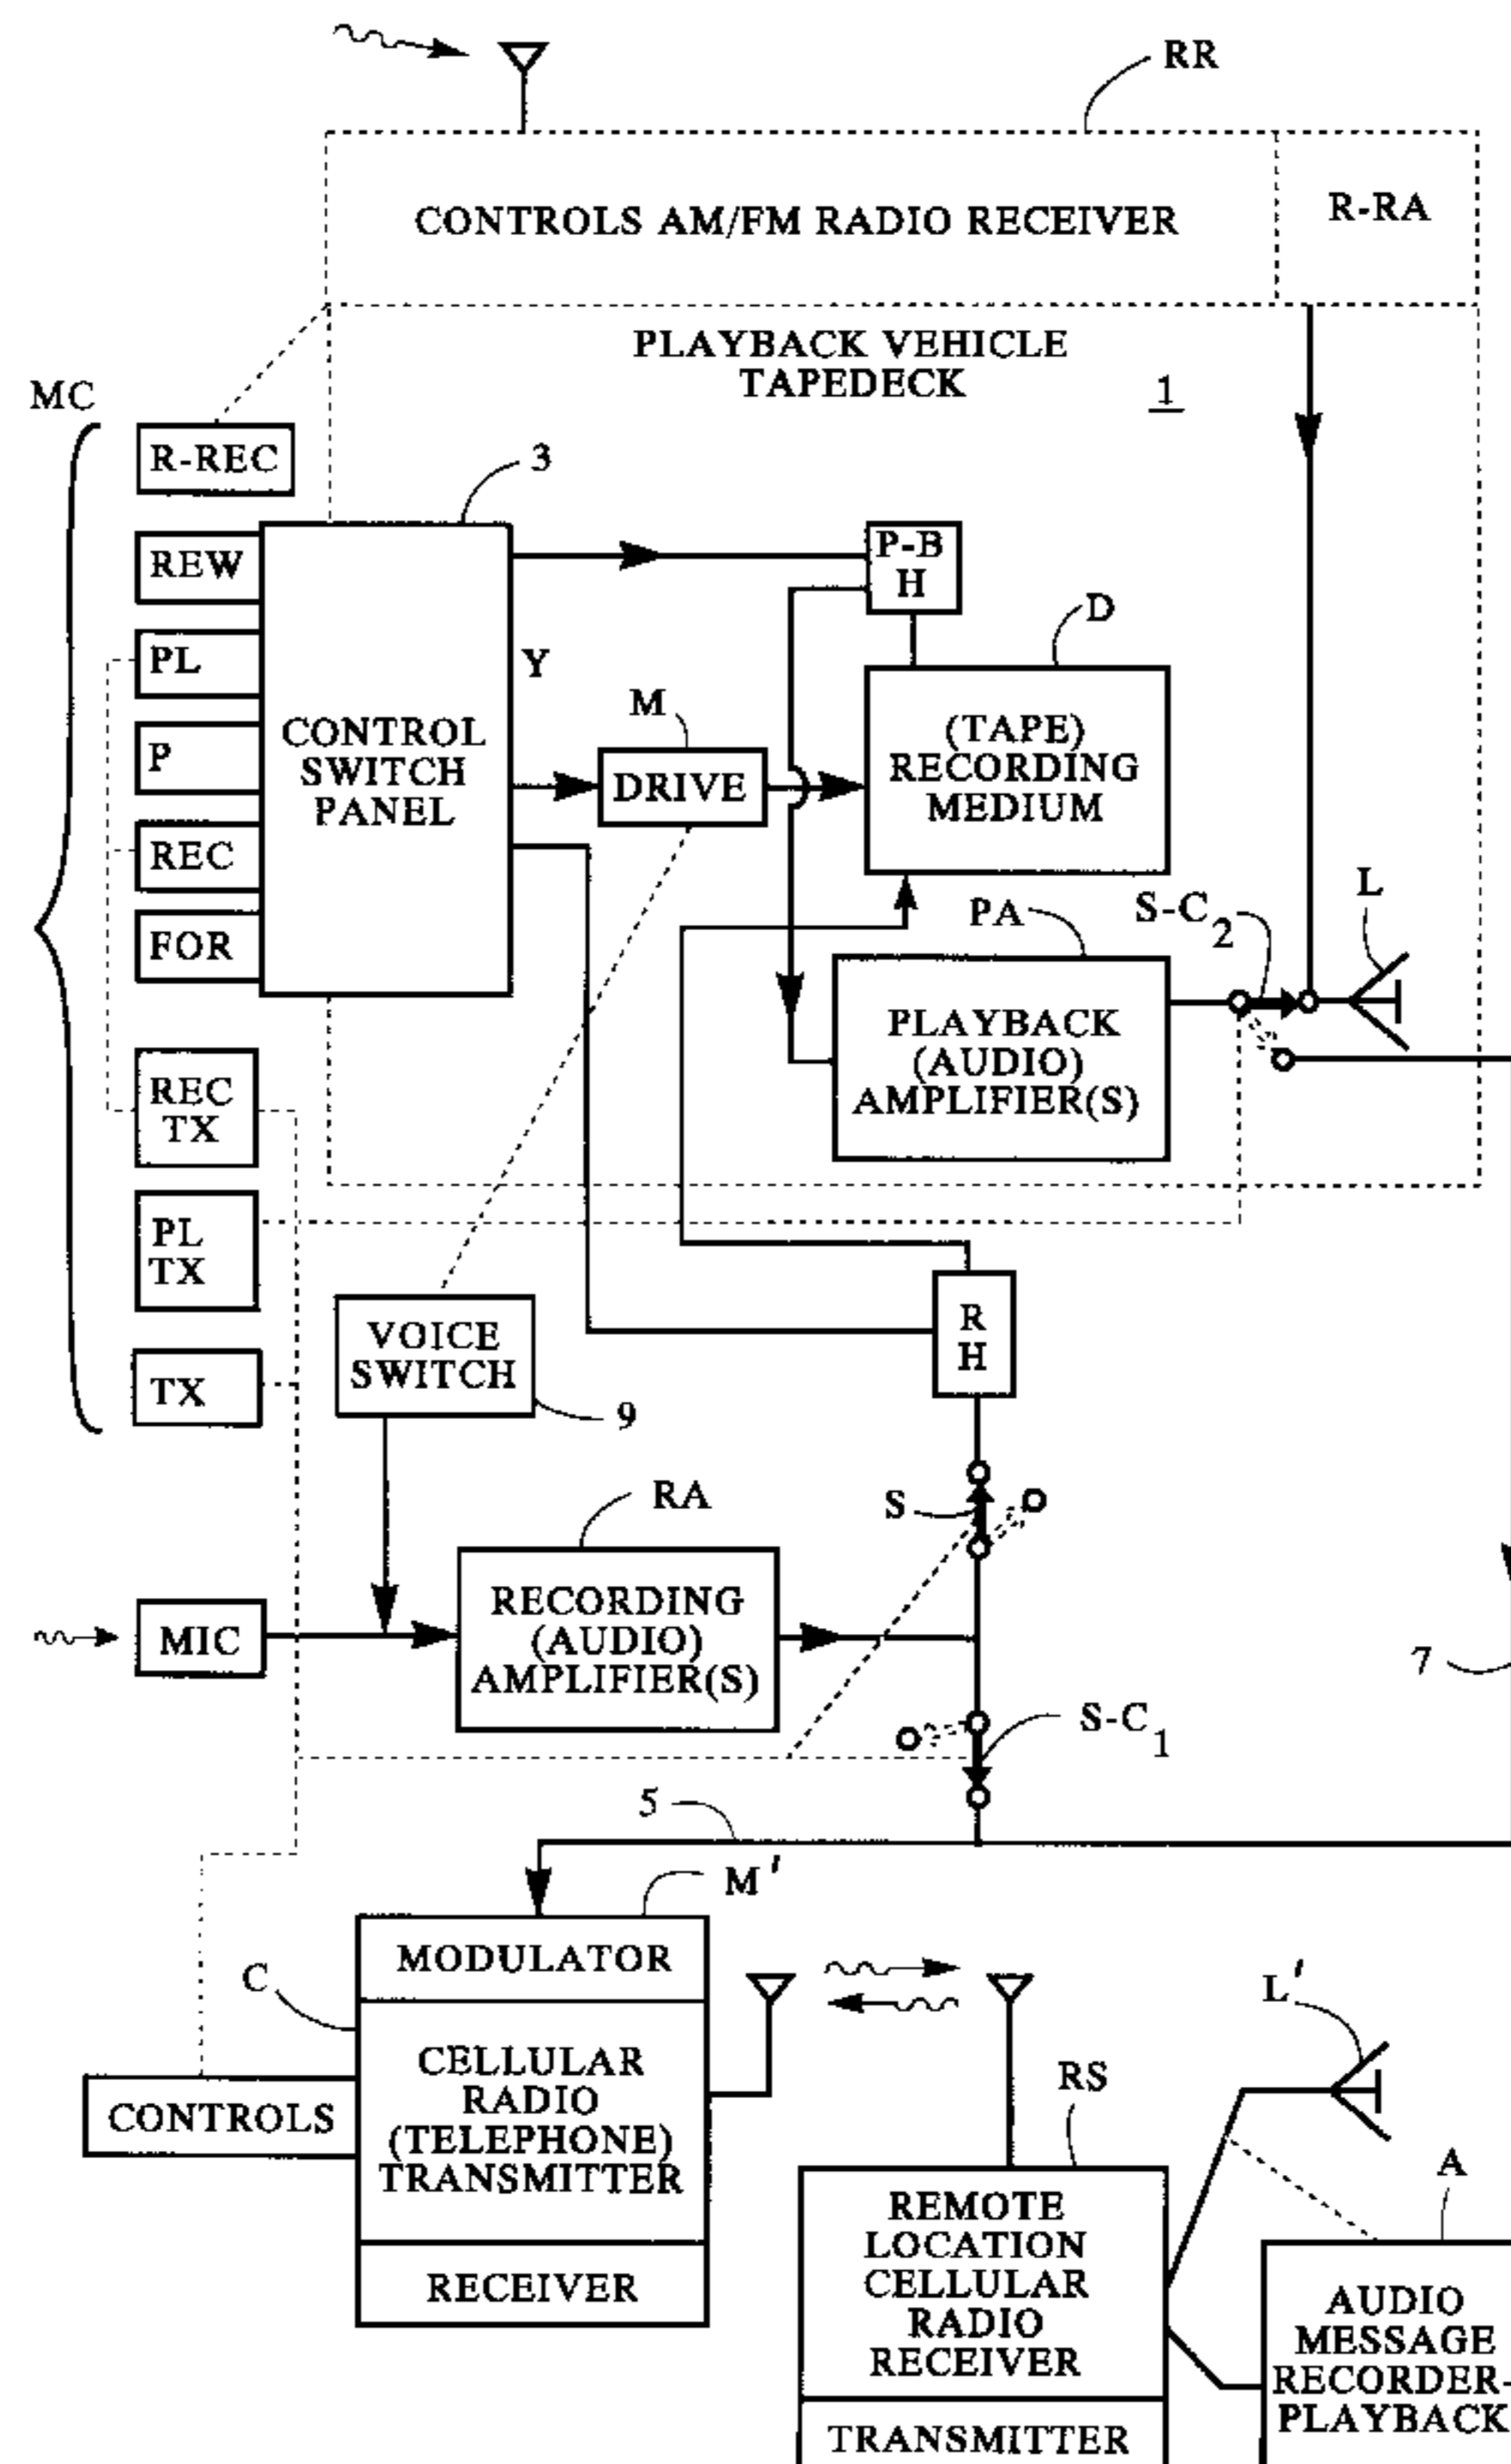 RR
CONTROLS AM/FM RADIO RECEIVER
R-RA
PLAYBACK VEHICLE
TAPEDECK
1
MC
R-REC
3
REW
P-B
H
PL
Y
D
M
P
CONTROL
SWITCH
PANEL
DRIVE
(TAPE)
RECORDING
MEDIUM
REC
FOR
PA
S-C2
L
PLAYBACK
(AUDIO)
AMPLIFIER(S)
REC
TX
PL
TX
TX
VOICE
SWITCH
9
R
H
S
RA
MIC
RECORDING
(AUDIO)
AMPLIFIER(S)
7
S-C1
5
M'
MODULATOR
C
CELLULAR
RADIO
(TELEPHONE)
TRANSMITTER
CONTROLS
RECEIVER
L'
RS
A
REMOTE
LOCATION
CELLULAR
RADIO
RECEIVER
TRANSMITTER
AUDIO
MESSAGE
RECORDER-
PLAYBACK